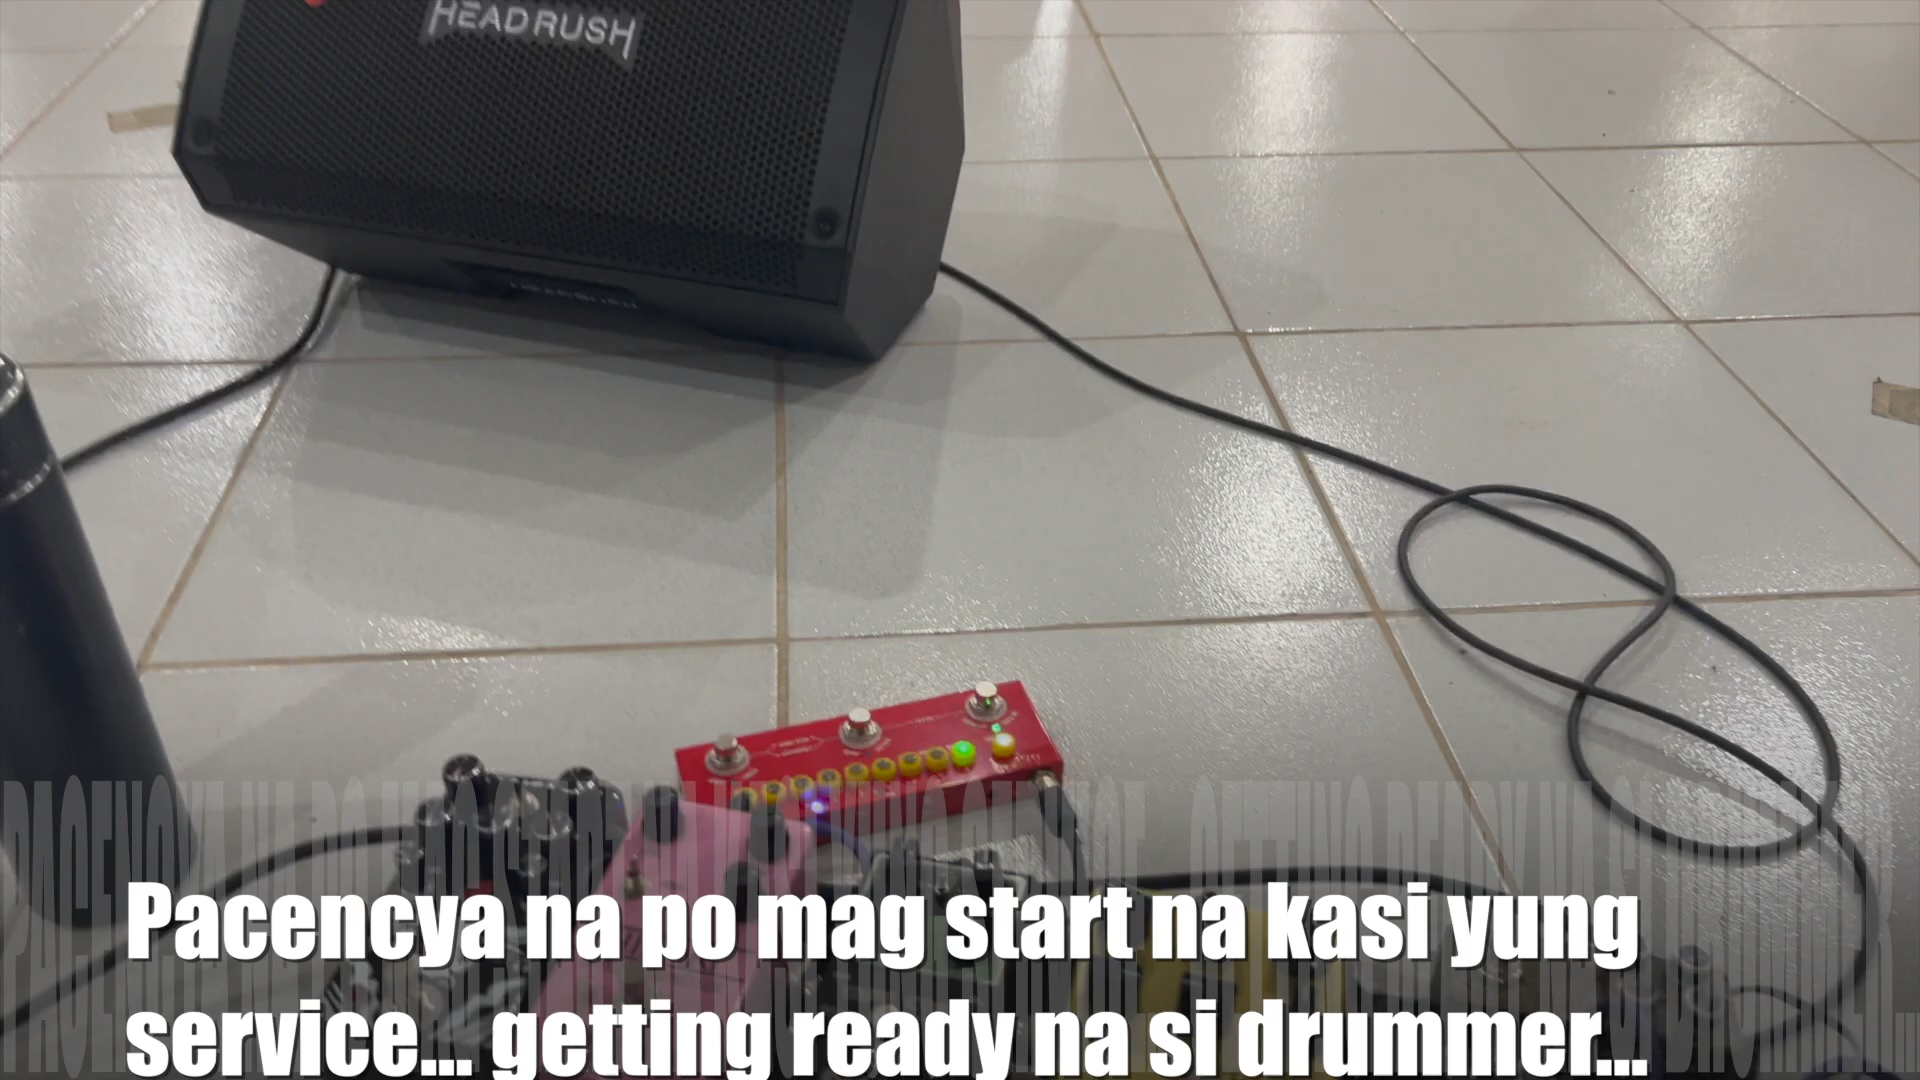 HEADRUSH
Pacencya na po mag start na kasi yung
service... getting ready na si drummer...